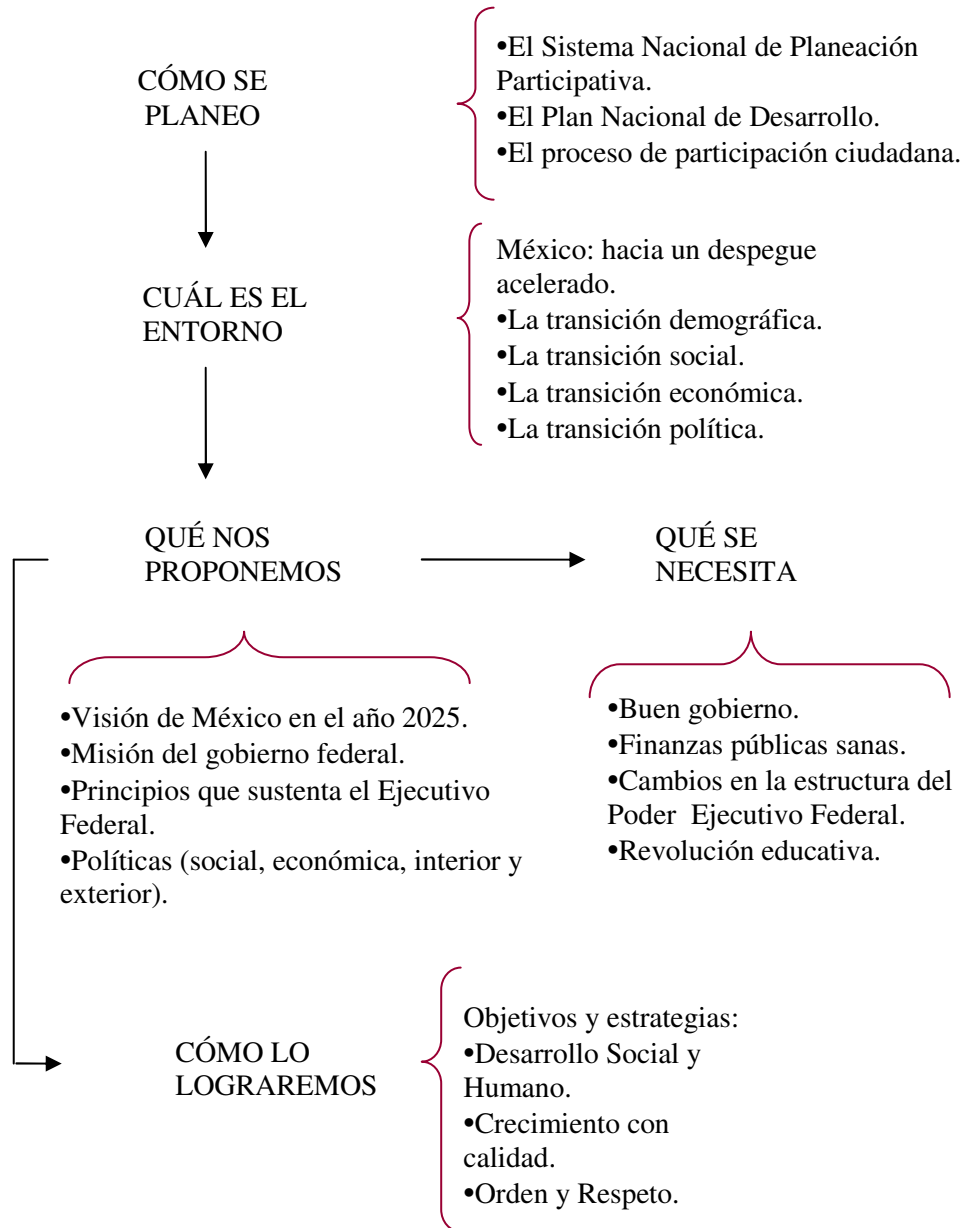 CÓMO SE
PLANEO
•El Sistema Nacional de Planeación
Participativa.
•El Plan Nacional de Desarrollo.
•El proceso de participación ciudadana.
CUÁL ES EL
ENTORNO
México: hacia un despegue
acelerado.
•La transición demográfica.
•La transición social.
•La transición económica.
•La transición política.
QUÉ NOS
PROPONEMOS
QUÉ SE
NECESITA
•Visión de México en el año 2025.
•Misión del gobierno federal.
•Principios que sustenta el Ejecutivo
Federal.
•Políticas (social, económica, interior y
exterior).
•Buen gobierno.
•Finanzas públicas sanas.
•Cambios en la estructura del
Poder  Ejecutivo Federal.
•Revolución educativa.
CÓMO LO
LOGRAREMOS
Objetivos y estrategias:
•Desarrollo Social y
Humano.
•Crecimiento con
calidad.
•Orden y Respeto.